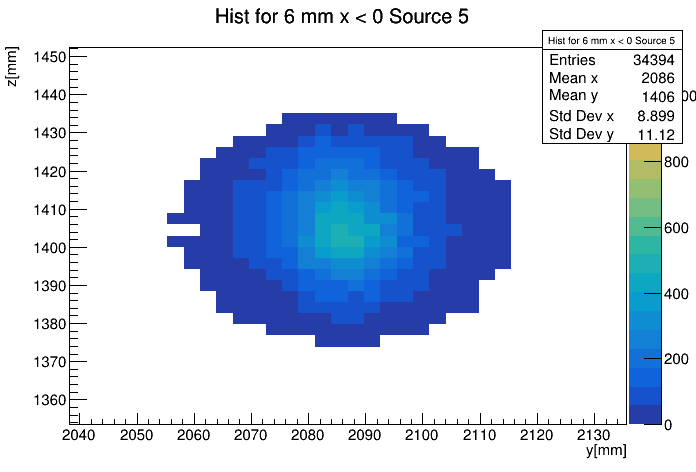 Hist for 6 mm x < 0 Source 5
z[mm]
1450
1440
1430
1420
1410
1400
1390
1380
1370
1360
2040 2050 2060 2070 2080 2090 2100 2110 2120 2130
y[mm]
Hist for 6 mm x < 0 Source 5
Entries 34394
Mean x 2086
Mean y 1406
Std Dev x 8.899
Std Dev y 11.12
800
600
400
200
0